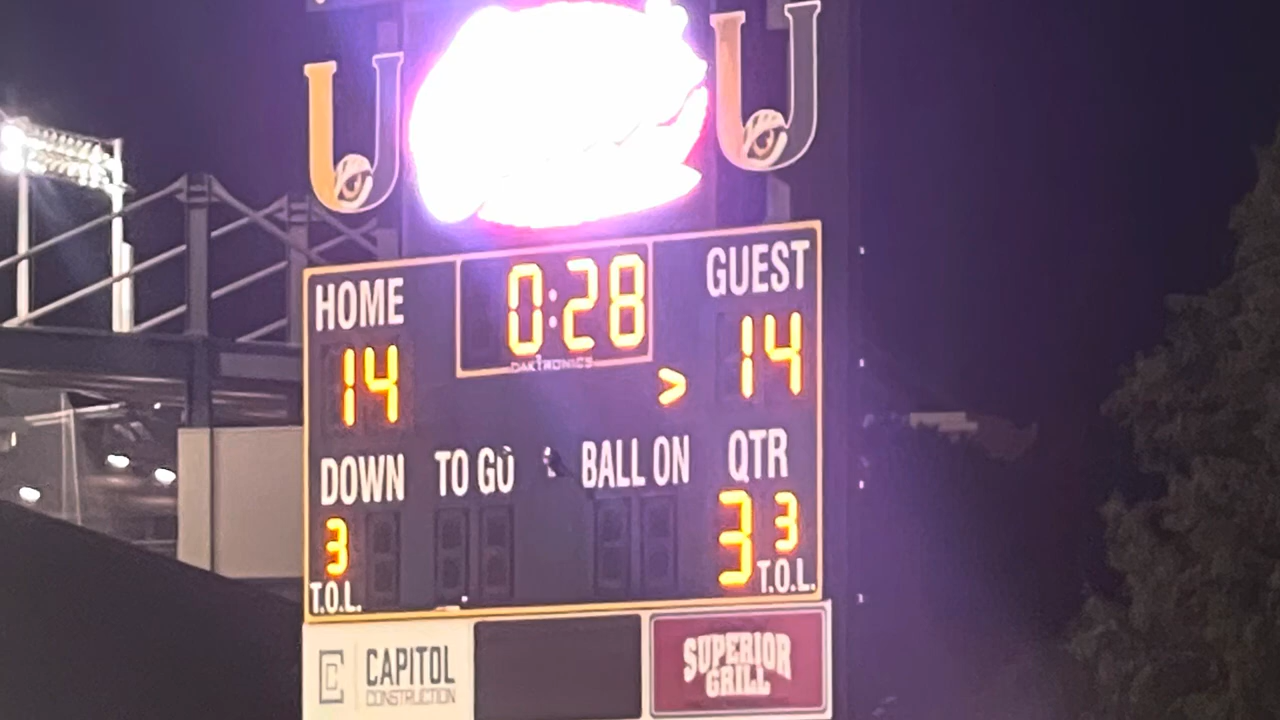 U U
HOME 0:28 GUEST
DAKTRONICS
14 > 14
DOWN TO GO BALL ON QTR
3 3 3
T.O.L. T.O.L.
CAPITOL
CONSTRUCTION
SUPERIOR
GRILL